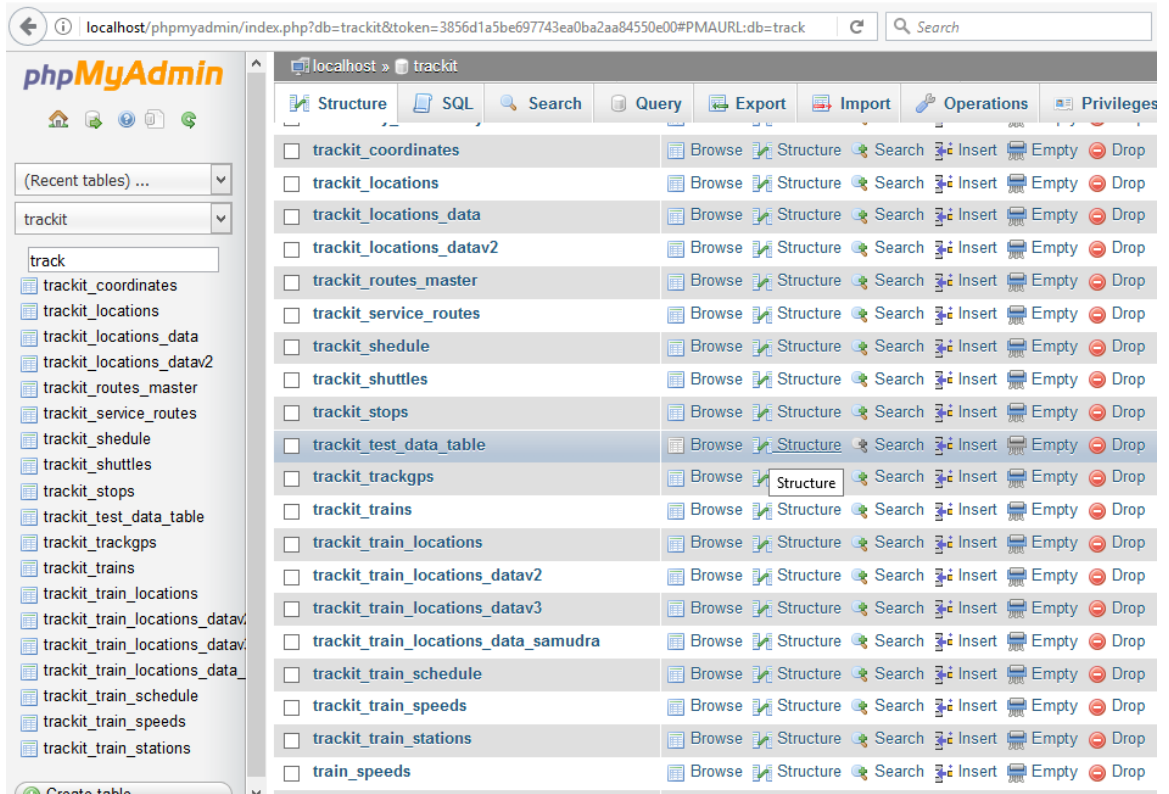 localhost/phpmyadmin/index.php?db=trackit&token=3856d1a5be697743ea0ba2aa84550e00#PMAURL:db=track
Search
phpMyAdmin
(Recent tables) ...
trackit
track
trackit_coordinates
trackit_locations
trackit_locations_data
trackit_locations_datav2
trackit_routes_master
trackit_service_routes
trackit_shedule
trackit_shuttles
trackit_stops
trackit_test_data_table
trackit_trackgps
trackit_trains
trackit_train_locations
trackit_train_locations_datav
trackit_train_locations_datav
trackit_train_locations_data_
trackit_train_schedule
trackit_train_speeds
trackit_train_stations
Create table
localhost » trackit
Structure SQL Search Query Export Import Operations Privileges
trackit_coordinates Browse Structure Search Insert Empty Drop
trackit_locations Browse Structure Search Insert Empty Drop
trackit_locations_data Browse Structure Search Insert Empty Drop
trackit_locations_datav2 Browse Structure Search Insert Empty Drop
trackit_routes_master Browse Structure Search Insert Empty Drop
trackit_service_routes Browse Structure Search Insert Empty Drop
trackit_shedule Browse Structure Search Insert Empty Drop
trackit_shuttles Browse Structure Search Insert Empty Drop
trackit_stops Browse Structure Search Insert Empty Drop
trackit_test_data_table Browse Structure Search Insert Empty Drop
trackit_trackgps Browse Structure Search Insert Empty Drop
trackit_trains Browse Structure Search Insert Empty Drop
trackit_train_locations Browse Structure Search Insert Empty Drop
trackit_train_locations_datav2 Browse Structure Search Insert Empty Drop
trackit_train_locations_datav3 Browse Structure Search Insert Empty Drop
trackit_train_locations_data_samudra Browse Structure Search Insert Empty Drop
trackit_train_schedule Browse Structure Search Insert Empty Drop
trackit_train_speeds Browse Structure Search Insert Empty Drop
trackit_train_stations Browse Structure Search Insert Empty Drop
train_speeds Browse Structure Search Insert Empty Drop